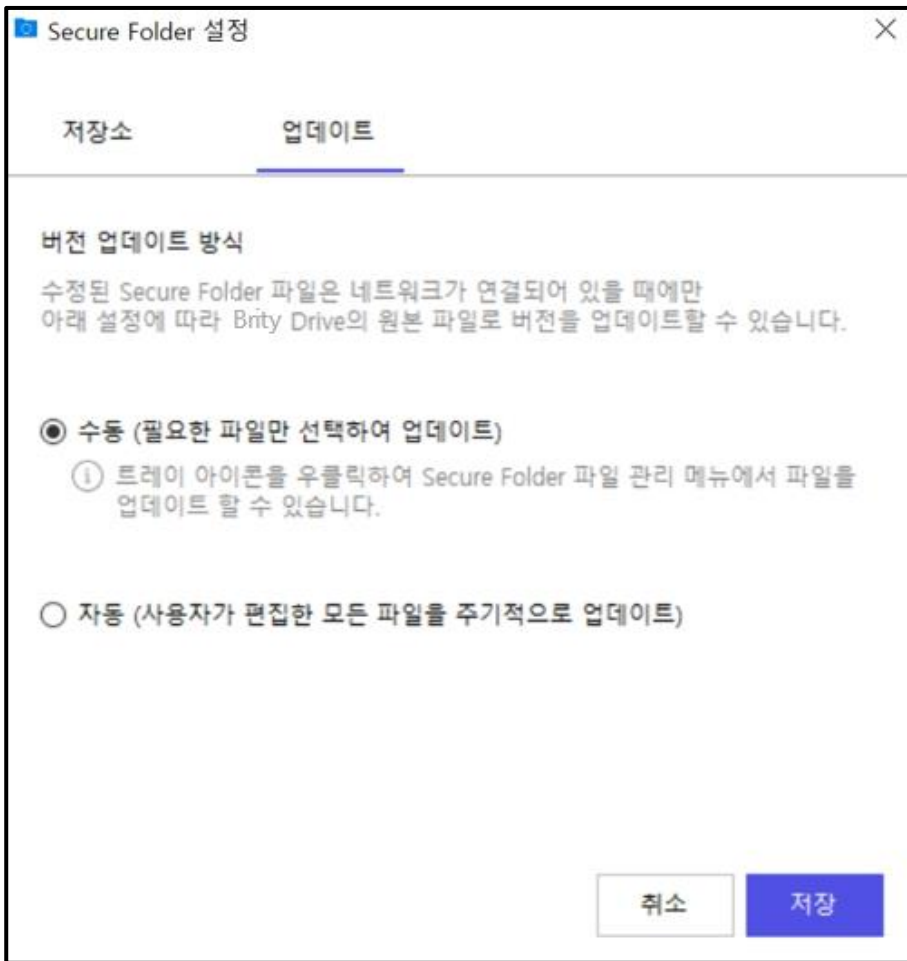 Secure Folder 설정
저장소
업데이트
버전 업데이트 방식
수정된 Secure Folder 파일은 네트워크가 연결되어 있을 때에만
아래 설정에 따라 Brity Drive의 원본 파일로 버전을 업데이트할 수 있습니다.
수동 (필요한 파일만 선택하여 업데이트)
트레이 아이콘을 우클릭하여 Secure Folder 파일 관리 메뉴에서 파일을
업데이트 할 수 있습니다.
자동 (사용자가 편집한 모든 파일을 주기적으로 업데이트)
취소
저장